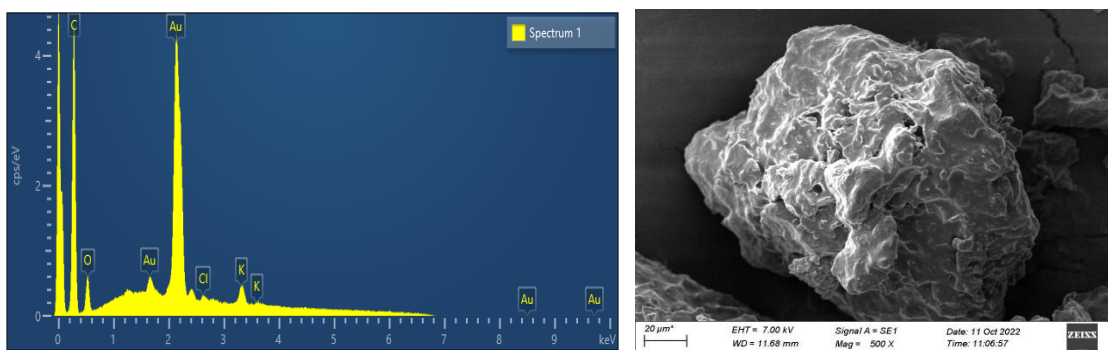 C
Au
Spectrum 1
4
cps/eV
2
O
Au
Cl
K
K
Au
Au
0
0 1 2 3 4 5 6 7 8 9 keV
20 µm*
EHT = 7.00 kV
Signal A = SE1
Date: 11 Oct 2022
WD = 11.68 mm
Mag = 500 X
Time: 11:06:57
ZEISS